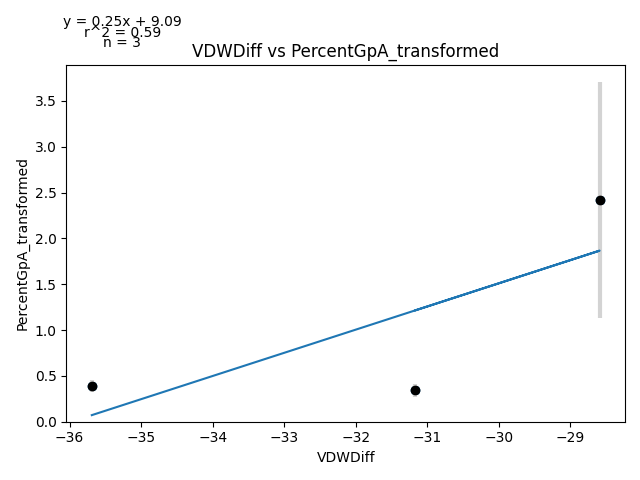 y = 0.25x + 9.09
r^2 = 0.59
n = 3
VDWDiff vs PercentGpA_transformed
PercentGpA_transformed
3.5
3.0
2.5
2.0
1.5
1.0
0.5
0.0
−36 −35 −34 −33 −32 −31 −30 −29
VDWDiff